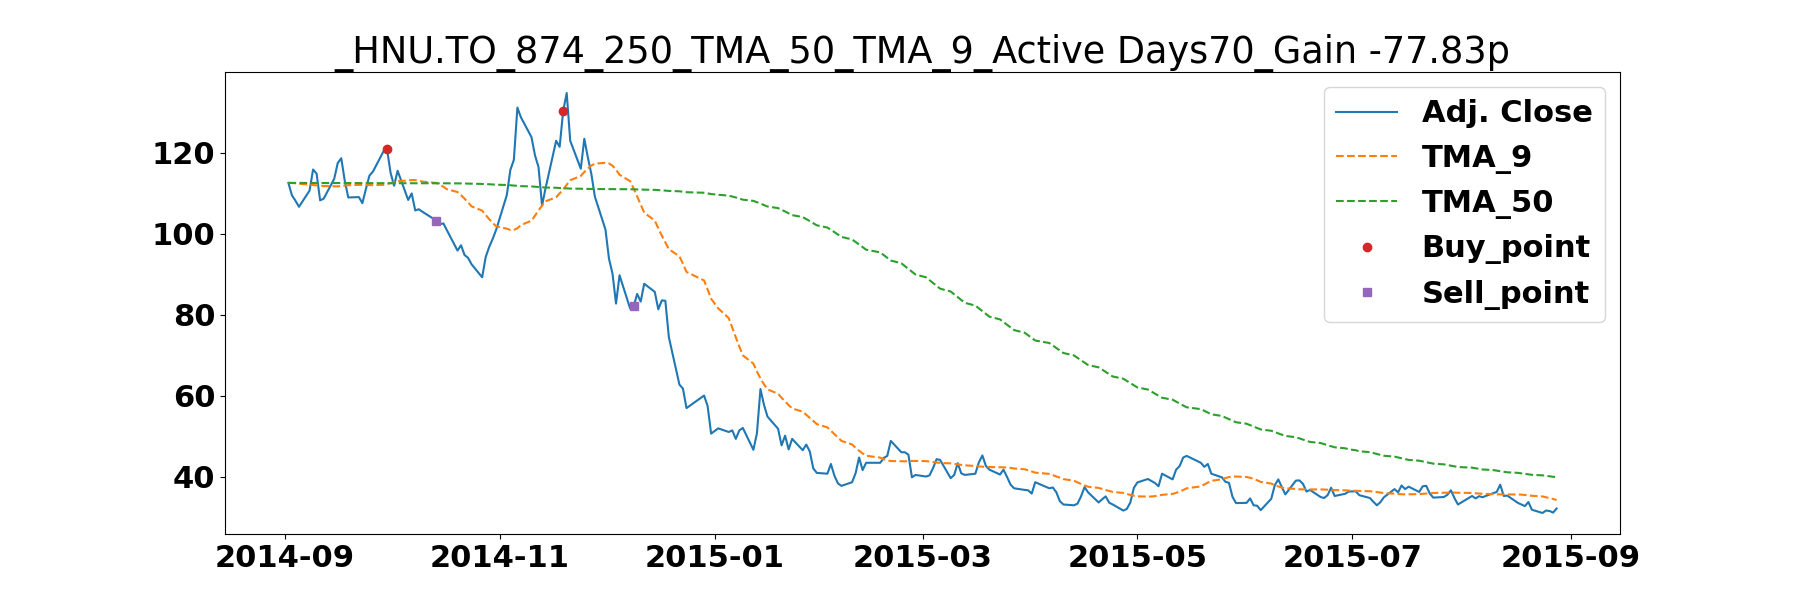 _HNU.TO_874_250_TMA_50_TMA_9_Active Days70_Gain -77.83p
120
100
80
60
40
2014-09
2014-11
2015-01
2015-03
2015-05
2015-07
2015-09
Adj. Close
TMA_9
TMA_50
Buy_point
Sell_point